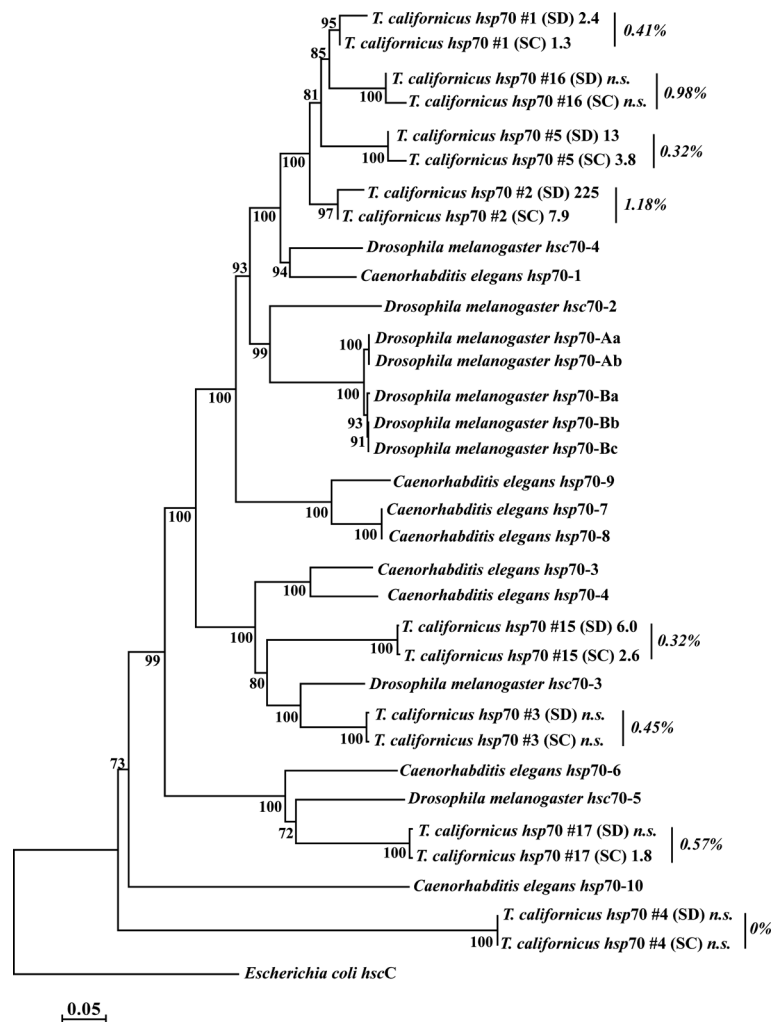 95
T. californicus hsp70 #1 (SD) 2.4
T. californicus hsp70 #1 (SC) 1.3
0.41%
85
T. californicus hsp70 #16 (SD) n.s.
100
T. californicus hsp70 #16 (SC) n.s.
0.98%
81
T. californicus hsp70 #5 (SD) 13
100
T. californicus hsp70 #5 (SC) 3.8
0.32%
100
T. californicus hsp70 #2 (SD) 225
97
T. californicus hsp70 #2 (SC) 7.9
1.18%
100
Drosophila melanogaster hsc70-4
94
Caenorhabditis elegans hsp70-1
93
Drosophila melanogaster hsc70-2
99
100
Drosophila melanogaster hsp70-Aa
Drosophila melanogaster hsp70-Ab
100
Drosophila melanogaster hsp70-Ba
93
Drosophila melanogaster hsp70-Bb
91
Drosophila melanogaster hsp70-Bc
100
Caenorhabditis elegans hsp70-9
100
Caenorhabditis elegans hsp70-7
100
Caenorhabditis elegans hsp70-8
100
Caenorhabditis elegans hsp70-3
100
Caenorhabditis elegans hsp70-4
100
T. californicus hsp70 #15 (SD) 6.0
100
T. californicus hsp70 #15 (SC) 2.6
0.32%
80
Drosophila melanogaster hsc70-3
100
T. californicus hsp70 #3 (SD) n.s.
100
T. californicus hsp70 #3 (SC) n.s.
0.45%
99
73
Caenorhabditis elegans hsp70-6
100
Drosophila melanogaster hsc70-5
72
T. californicus hsp70 #17 (SD) n.s.
100
T. californicus hsp70 #17 (SC) 1.8
0.57%
Caenorhabditis elegans hsp70-10
T. californicus hsp70 #4 (SD) n.s.
100
T. californicus hsp70 #4 (SC) n.s.
0%
Escherichia coli hscC
0.05